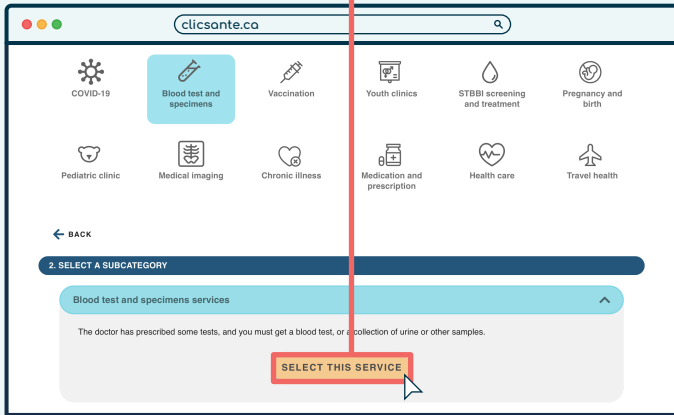 clicsante.ca
COVID-19
Blood test and
specimens
Vaccination
Youth clinics
STBBI screening
and treatment
Pregnancy and
birth
Pediatric clinic
Medical imaging
Chronic illness
Medication and
prescription
Health care
Travel health
BACK
2. SELECT A SUBCATEGORY
Blood test and specimens services
The doctor has prescribed some tests, and you must get a blood test, or a collection of urine or other samples.
SELECT THIS SERVICE